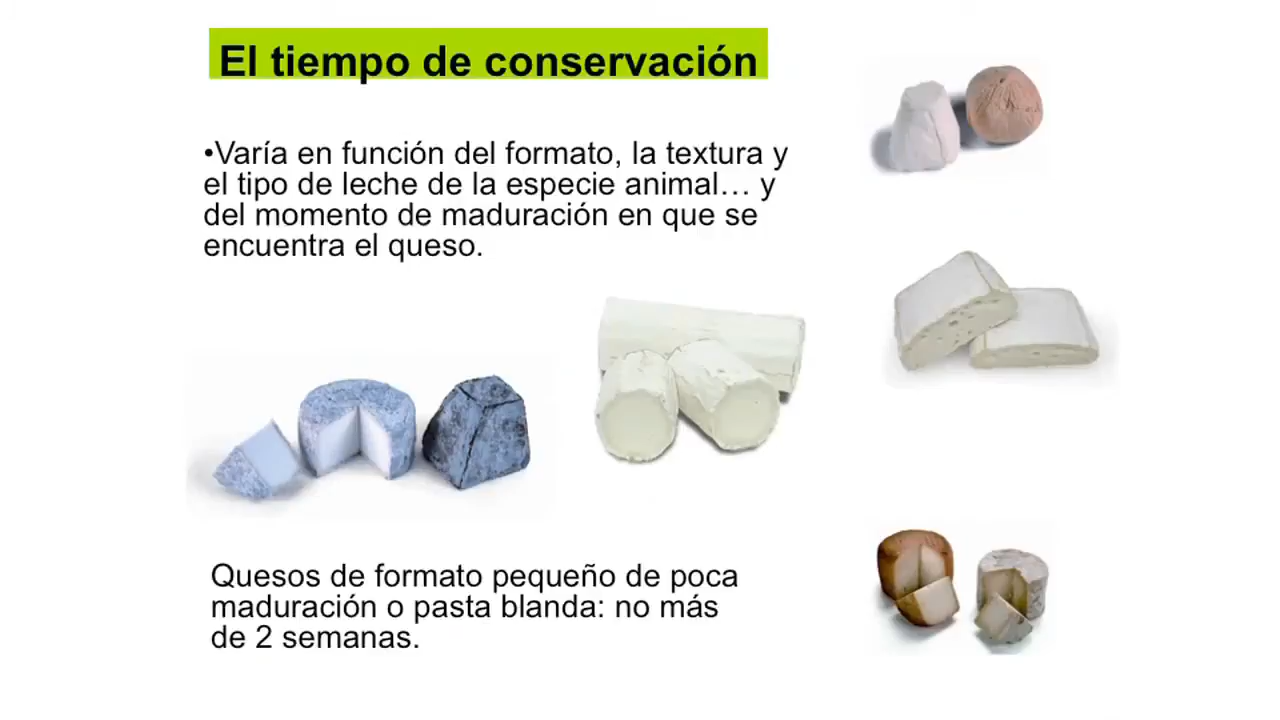 El tiempo de conservación
•Varía en función del formato, la textura y
el tipo de leche de la especie animal… y
del momento de maduración en que se
encuentra el queso.
Quesos de formato pequeño de poca
maduración o pasta blanda: no más
de 2 semanas.